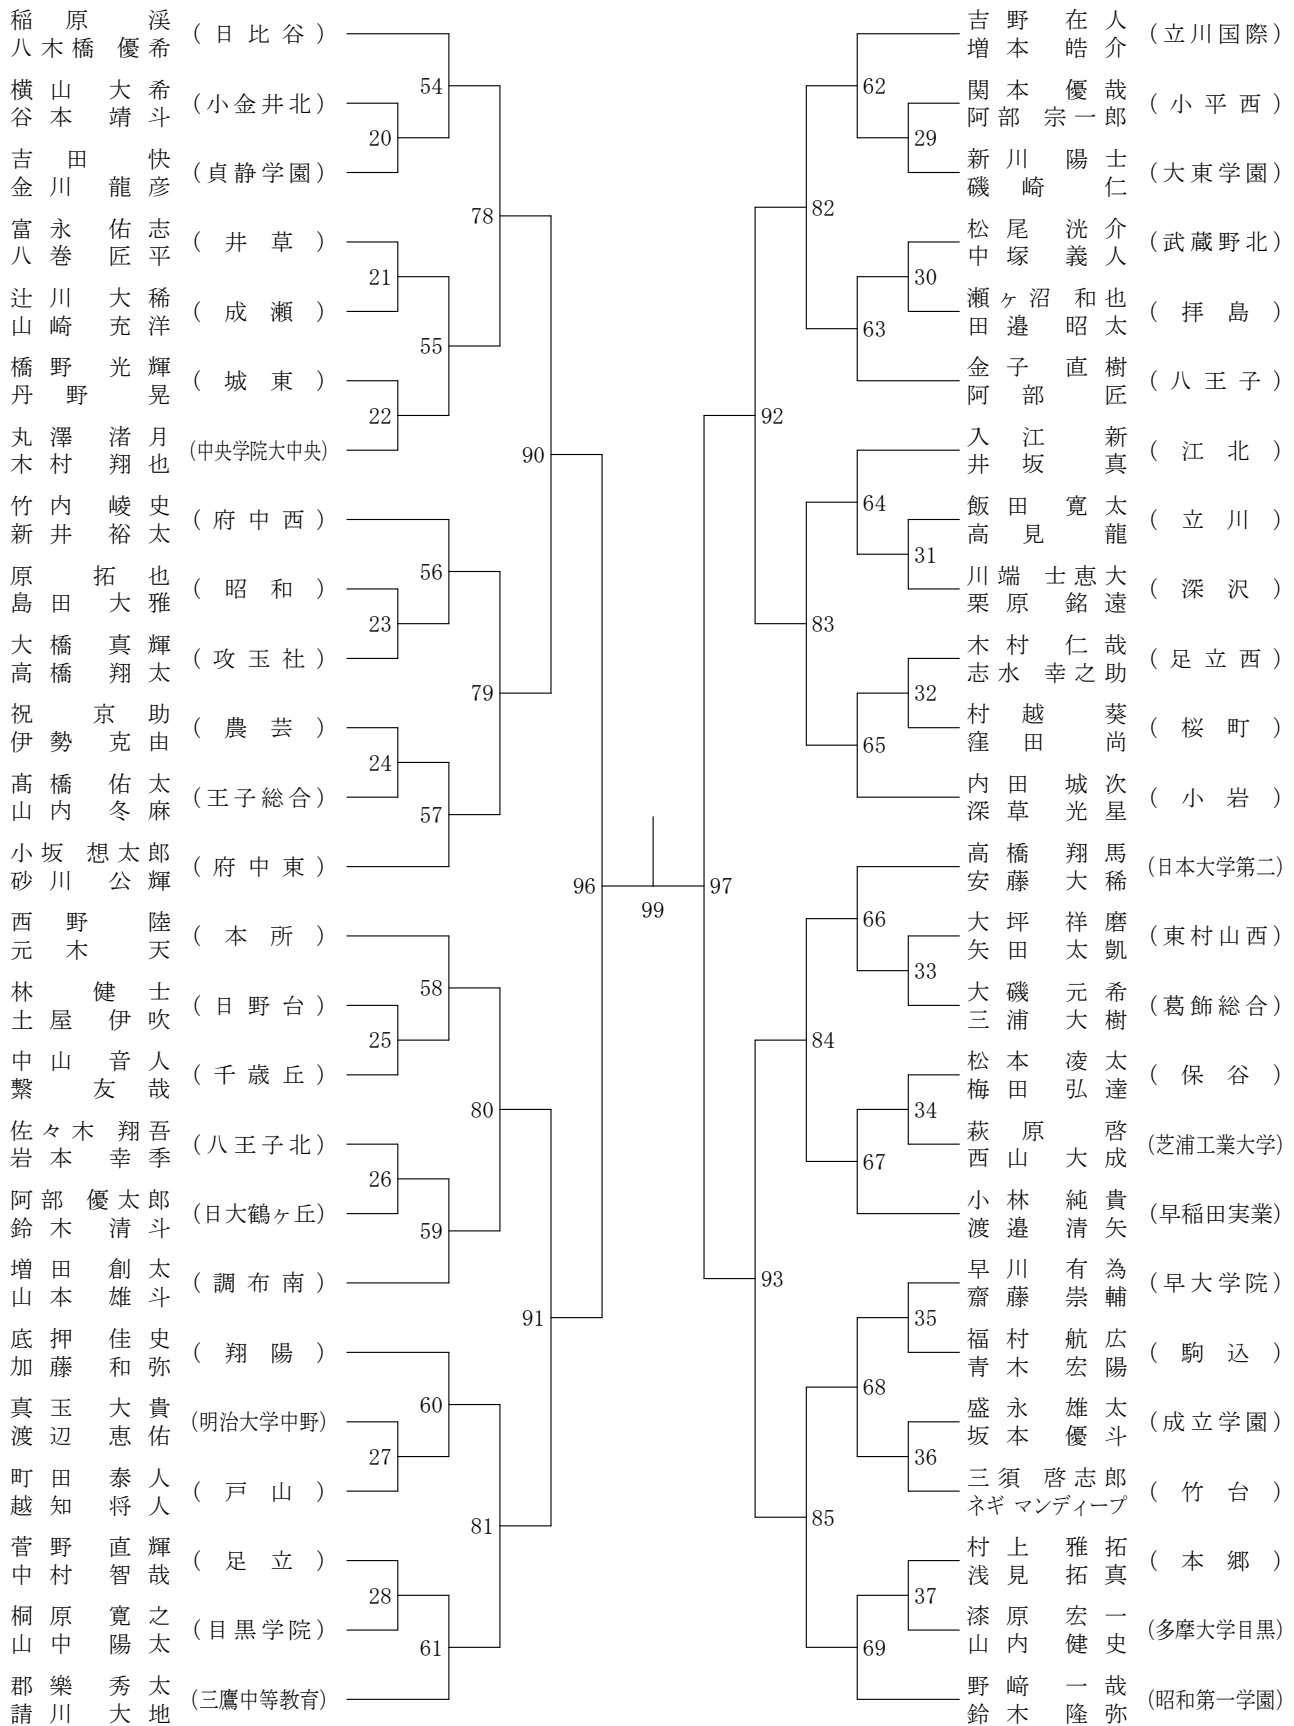 稲原渓
八木橋優希
(日比谷)
横山大希
谷本靖斗
(小金井北)
吉田快
金川龍彦
(貞静学園)
富永佑志
八巻匠平
(井草)
辻川大稀
山崎充洋
(成瀬)
橋野光輝
丹野晃
(城東)
丸澤渚月
木村翔也
(中央学院大中央)
竹内崚史
新井裕太
(府中西)
原拓也
島田大雅
(昭和)
大橋真輝
高橋翔太
(攻玉社)
祝京助
伊勢克由
(農芸)
髙橋佑太
山内冬麻
(王子総合)
小坂想太郎
砂川公輝
(府中東)
西野陸
元木天
(本所)
林健士
土屋伊吹
(日野台)
中山音人
繋友哉
(千歳丘)
佐々木翔吾
岩本幸季
(八王子北)
阿部優太郎
鈴木清斗
(日大鶴ヶ丘)
増田創太
山本雄斗
(調布南)
底押佳史
加藤和弥
(翔陽)
真玉大貴
渡辺恵佑
(明治大学中野)
町田泰人
越知将人
(戸山)
菅野直輝
中村智哉
(足立)
桐原寛之
山中陽太
(目黒学院)
郡樂秀太
請川大地
(三鷹中等教育)
20
21
22
23
24
25
26
27
28
54
55
56
57
58
59
60
61
78
79
80
81
90
91
96
99
97
92
93
82
83
84
85
62
63
64
65
66
67
68
69
29
30
31
32
33
34
35
36
37
吉野在人
増本皓介
(立川国際)
関本優哉
阿部宗一郎
(小平西)
新川陽士
磯崎仁
(大東学園)
松尾洸介
中塚義人
(武蔵野北)
瀬ヶ沼和也
田邉昭太
(拝島)
金子直樹
阿部匠
(八王子)
入江新
井坂真
(江北)
飯田寛太
高見龍
(立川)
川端士恵大
栗原銘遠
(深沢)
木村仁哉
志水幸之助
(足立西)
村越葵
窪田尚
(桜町)
内田城次
深草光星
(小岩)
高橋翔馬
安藤大稀
(日本大学第二)
大坪祥磨
矢田太凱
(東村山西)
大磯元希
三浦大樹
(葛飾総合)
松本凌太
梅田弘達
(保谷)
萩原啓
西山大成
(芝浦工業大学)
小林純貴
渡邉清矢
(早稲田実業)
早川有為
齋藤崇輔
(早大学院)
福村航広
青木宏陽
(駒込)
盛永雄太
坂本優斗
(成立学園)
三須啓志郎
ネギ マンディープ
(竹台)
村上雅拓
浅見拓真
(本郷)
漆原宏一
山内健史
(多摩大学目黒)
野﨑一哉
鈴木隆弥
(昭和第一学園)